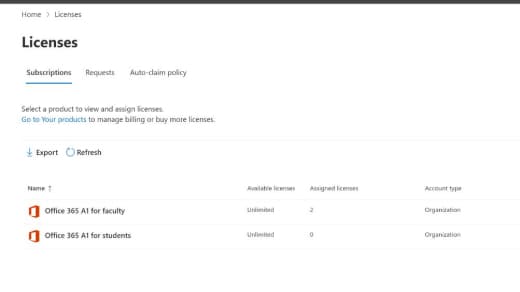 Home > Licenses
Licenses
Subscriptions Requests Auto-claim policy
Select a product to view and assign licenses.
Go to Your products to manage billing or buy more licenses.
Export Refresh
Name ↑ Available licenses Assigned licenses Account type
Office 365 A1 for faculty Unlimited 2 Organization
Office 365 A1 for students Unlimited 0 Organization